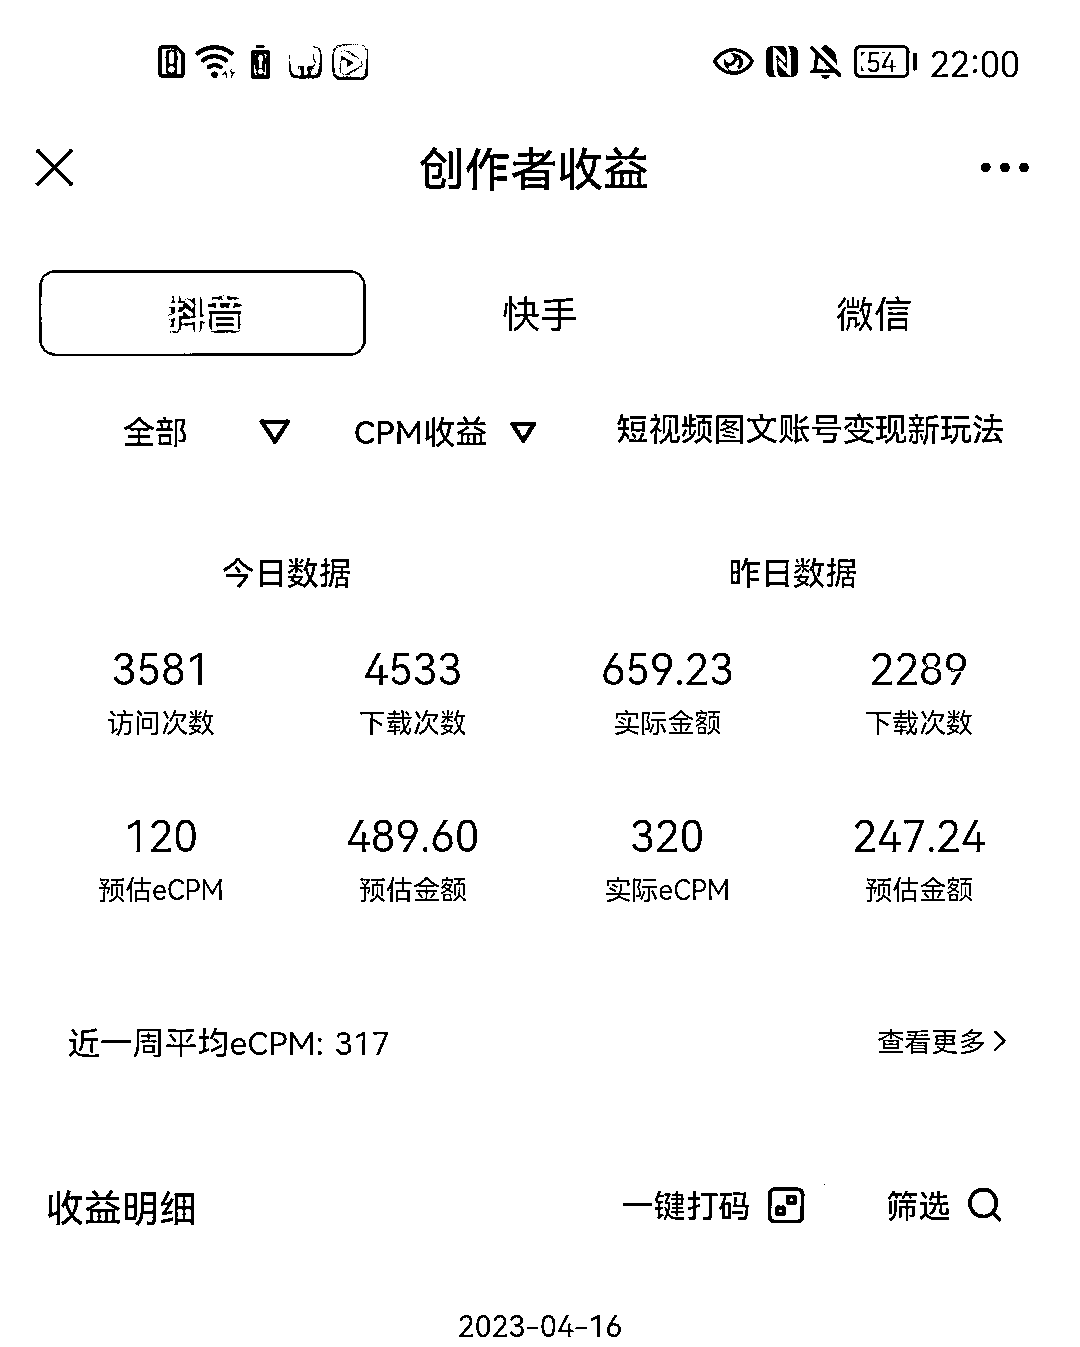 54 22:00
创作者收益
抖音 快手 微信
全部 CPM收益 短视频图文账号变现新玩法
今日数据 昨日数据
3581 4533 659.23 2289
访问次数 下载次数 实际金额 下载次数
120 489.60 320 247.24
预估eCPM 预估金额 实际eCPM 预估金额
近一周平均eCPM: 317 查看更多
收益明细 一键打码 筛选
2023-04-16